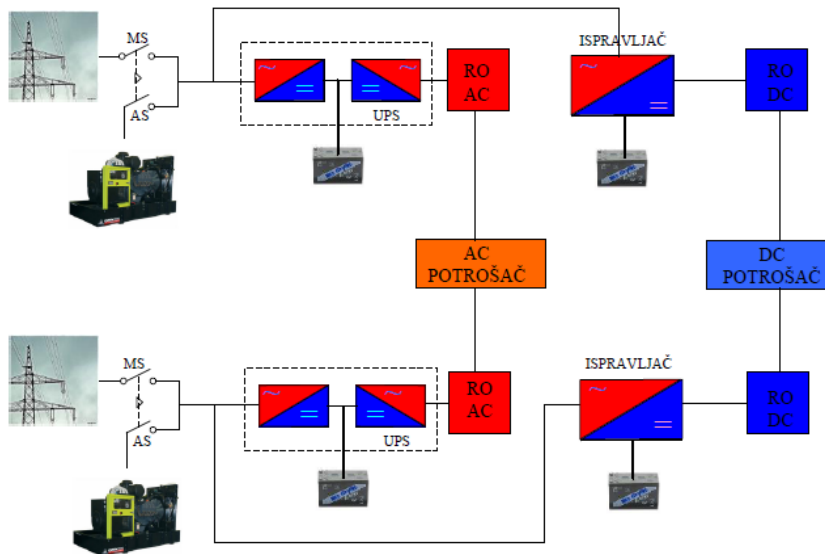 MS
AS
UPS
RO
AC
ISPRAVLJAČ
RO
DC
AC
POTROŠAČ
DC
POTROŠAČ
MS
AS
UPS
RO
AC
ISPRAVLJAČ
RO
DC